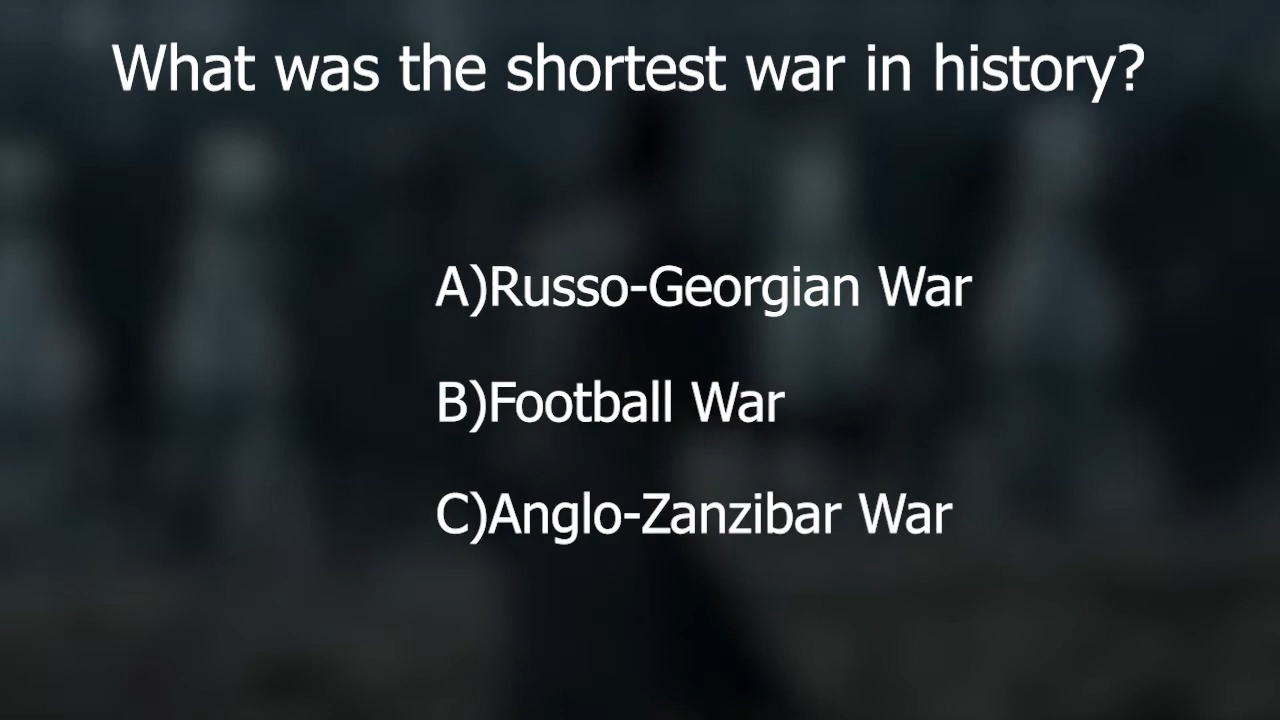 What was the shortest war in history?
A)Russo-Georgian War
B)Football War
C)Anglo-Zanzibar War